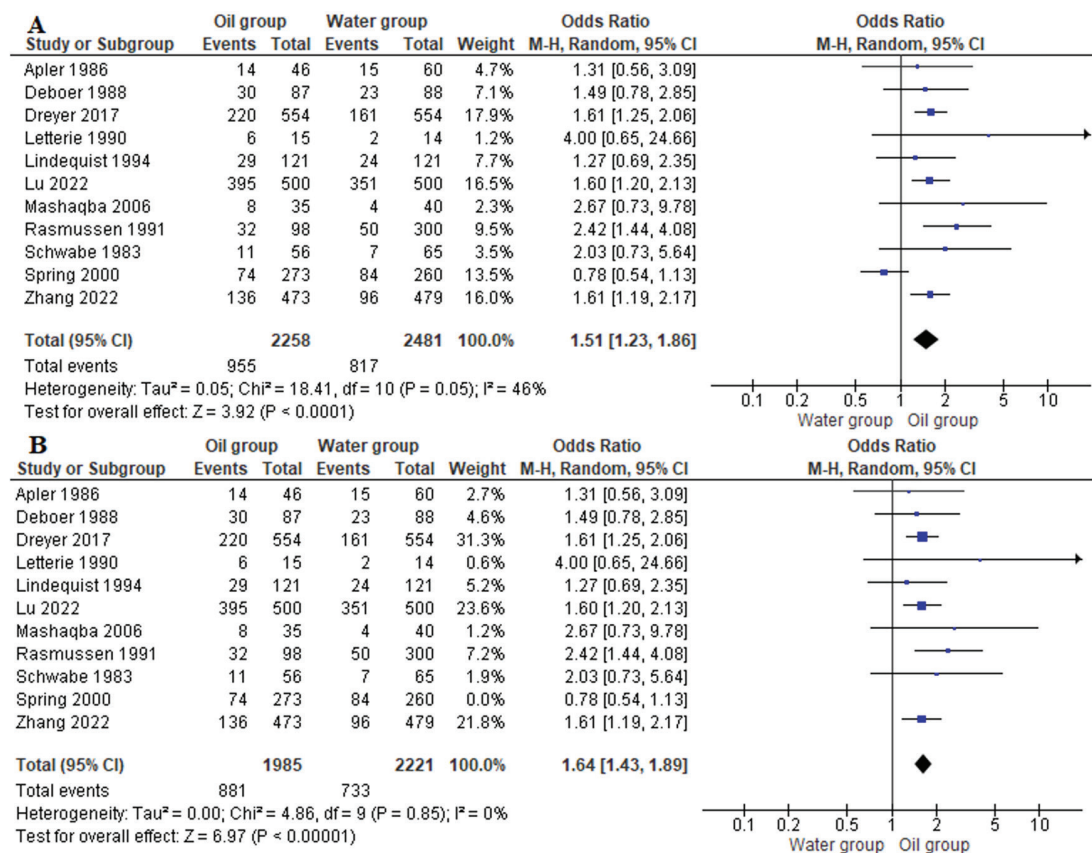 A
Oil group Water group Odds Ratio Odds Ratio
Study or Subgroup Events Total Events Total Weight M-H, Random, 95% CI M-H, Random, 95% CI
Apler 1986 14 46 15 60 4.7% 1.31 [0.56, 3.09]
Deboer 1988 30 87 23 88 7.1% 1.49 [0.78, 2.85]
Dreyer 2017 220 554 161 554 17.9% 1.61 [1.25, 2.06]
Letterie 1990 6 15 2 14 1.2% 4.00 [0.65, 24.66]
Lindequist 1994 29 121 24 121 7.7% 1.27 [0.69, 2.35]
Lu 2022 395 500 351 500 16.5% 1.60 [1.20, 2.13]
Mashaqba 2006 8 35 4 40 2.3% 2.67 [0.73, 9.78]
Rasmussen 1991 32 98 50 300 9.5% 2.42 [1.44, 4.08]
Schwabe 1983 11 56 7 65 3.5% 2.03 [0.73, 5.64]
Spring 2000 74 273 84 260 13.5% 0.78 [0.54, 1.13]
Zhang 2022 136 473 96 479 16.0% 1.61 [1.19, 2.17]
Total (95% CI) 2258 2481 100.0% 1.51 [1.23, 1.86]
Total events 955 817
Heterogeneity: Tau² = 0.05; Chi² = 18.41, df = 10 (P = 0.05); I² = 46%
Test for overall effect: Z = 3.92 (P < 0.0001)
0.1 0.2 0.5 1 2 5 10
Water group Oil group
B
Oil group Water group Odds Ratio Odds Ratio
Study or Subgroup Events Total Events Total Weight M-H, Random, 95% CI M-H, Random, 95% CI
Apler 1986 14 46 15 60 2.7% 1.31 [0.56, 3.09]
Deboer 1988 30 87 23 88 4.6% 1.49 [0.78, 2.85]
Dreyer 2017 220 554 161 554 31.3% 1.61 [1.25, 2.06]
Letterie 1990 6 15 2 14 0.6% 4.00 [0.65, 24.66]
Lindequist 1994 29 121 24 121 5.2% 1.27 [0.69, 2.35]
Lu 2022 395 500 351 500 23.6% 1.60 [1.20, 2.13]
Mashaqba 2006 8 35 4 40 1.2% 2.67 [0.73, 9.78]
Rasmussen 1991 32 98 50 300 7.2% 2.42 [1.44, 4.08]
Schwabe 1983 11 56 7 65 1.9% 2.03 [0.73, 5.64]
Spring 2000 74 273 84 260 0.0% 0.78 [0.54, 1.13]
Zhang 2022 136 473 96 479 21.8% 1.61 [1.19, 2.17]
Total (95% CI) 1985 2221 100.0% 1.64 [1.43, 1.89]
Total events 881 733
Heterogeneity: Tau² = 0.00; Chi² = 4.86, df = 9 (P = 0.85); I² = 0%
Test for overall effect: Z = 6.97 (P < 0.00001)
0.1 0.2 0.5 1 2 5 10
Water group Oil group